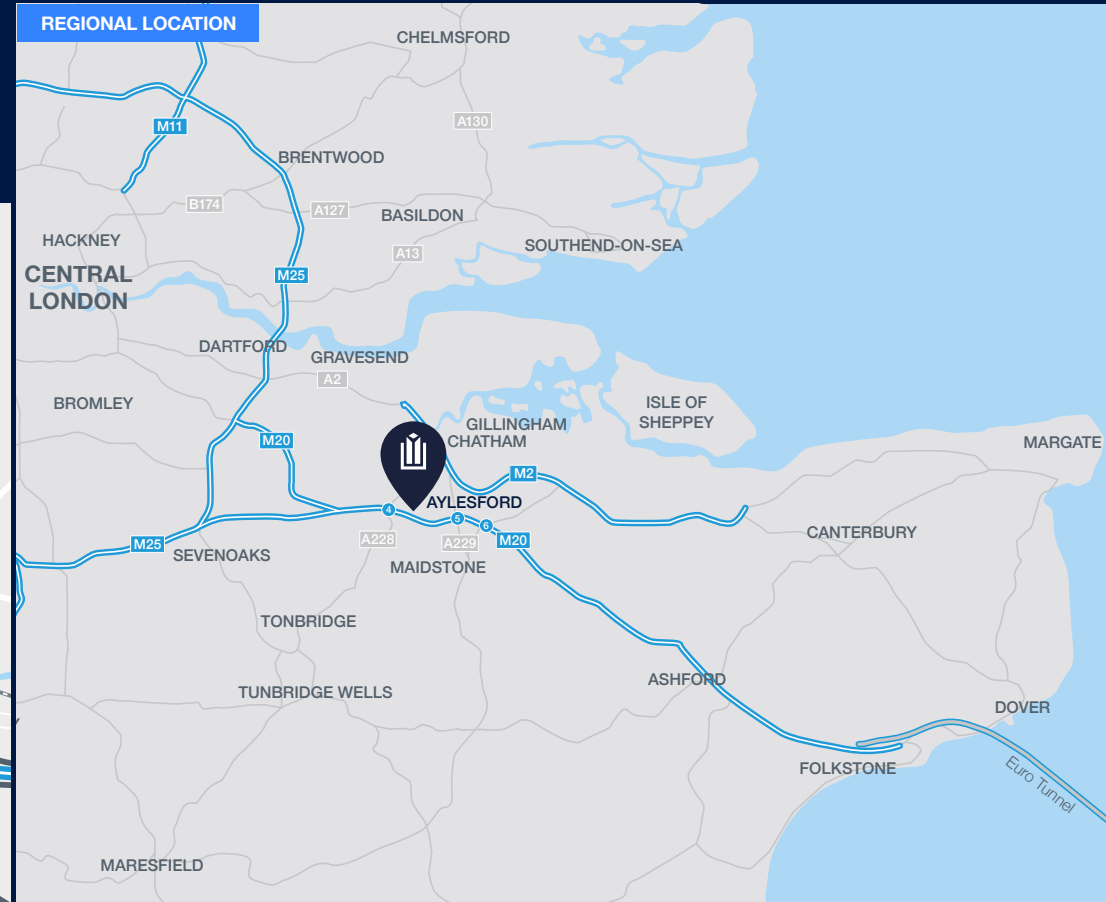 REGIONAL LOCATION
CHELMSFORD
A130
M11
BRENTWOOD
B174
A127
BASILDON
HACKNEY
SOUTHEND-ON-SEA
A13
CENTRAL
LONDON
M25
DARTFORD
GRAVESEND
A2
BROMLEY
ISLE OF
SHEPPEY
GILLINGHAM
CHATHAM
M20
MARGATE
M2
AYLESFORD
4
5
6
A228
A229
M20
M25
SEVENOAKS
CANTERBURY
MAIDSTONE
TONBRIDGE
ASHFORD
TUNBRIDGE WELLS
DOVER
FOLKSTONE
Euro Tunnel
MARESFIELD